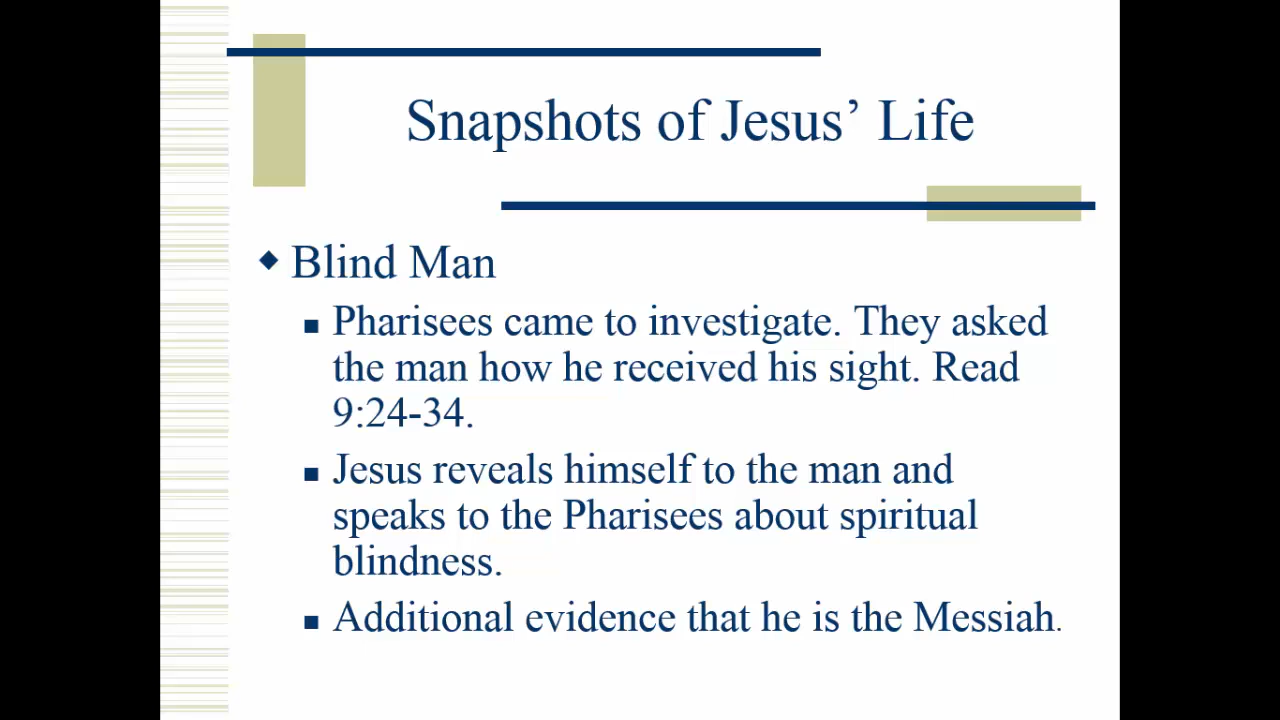 Snapshots of Jesus’ Life
Blind Man
Pharisees came to investigate. They asked
the man how he received his sight. Read
9:24-34.
Jesus reveals himself to the man and
speaks to the Pharisees about spiritual
blindness.
Additional evidence that he is the Messiah.